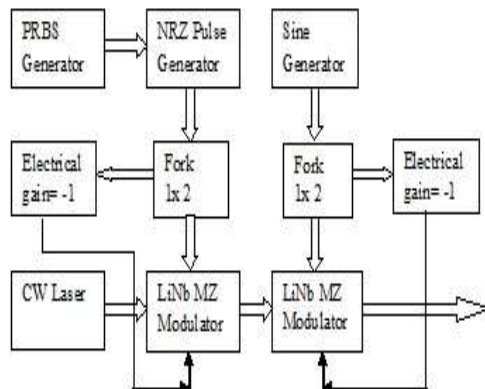 PRBS
Generator
NRZ Pulse
Generator
Sine
Generator
Electrical
gain= -1
Fork
1x 2
Fork
1x 2
Electrical
gain= -1
CW Laser
LiNb MZ
Modulator
LiNb MZ
Modulator